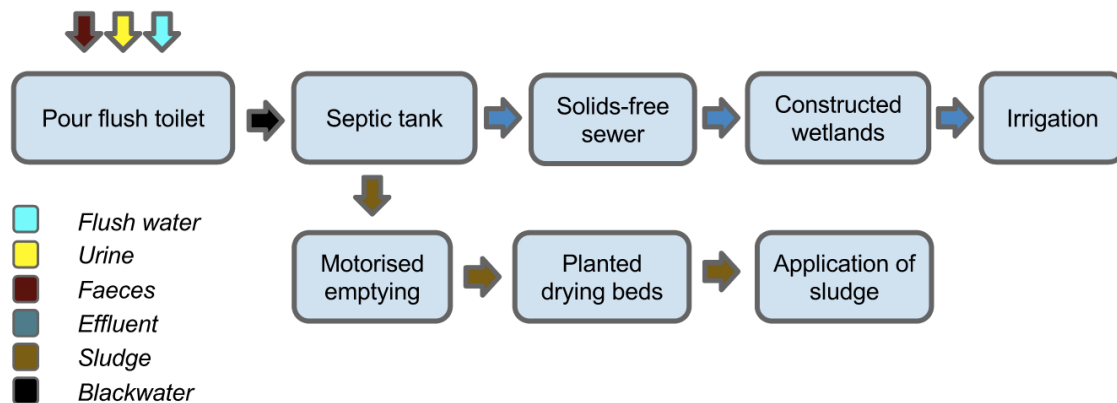 Pour flush toilet
Septic tank
Solids-free
sewer
Constructed
wetlands
Irrigation
Motorised
emptying
Planted
drying beds
Application of
sludge
Flush water
Urine
Faeces
Effluent
Sludge
Blackwater